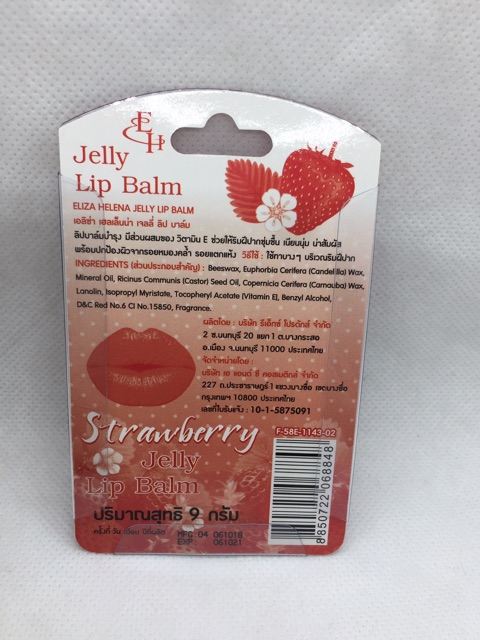 EH
Jelly
Lip Balm
ELIZA HELENA JELLY LIP BALM
เอลิซ่า เฮลเล็นน่า เจลลี่ ลิป บาล์ม
ลิปบาล์มบำรุง มีส่วนผสมของ วิตามิน E ช่วยให้ริมฝีปากชุ่มชื้น เนียนนุ่ม น่าสัมผัส
พร้อมปกป้องผิวจากรอยหมองคล้ำ รอยแตกแห้ง วิธีใช้ : ใช้ทาบางๆ บริเวณริมฝีปาก
INGREDIENTS (ส่วนประกอบสำคัญ) : Beeswax, Euphorbia Cerifera (Candelilla) Wax,
Mineral Oil, Ricinus Communis (Castor) Seed Oil, Copernicia Cerifera (Carnauba) Wax,
Lanolin, Isopropyl Myristate, Tocopheryl Acetate (Vitamin E), Benzyl Alcohol,
D&C Red No.6 CI No.15850, Fragrance.
ผลิตโดย : บริษัท รีเอ็กซ์ โปรดักส์ จำกัด
2 ซ.นนทบุรี 20 แยก 1 ต.บางกระสอ
อ.เมือง จ.นนทบุรี 11000 ประเทศไทย
จัดจำหน่ายโดย :
บริษัท เอ แอนด์ ซี คอสเมติกส์ จำกัด
227 ถ.ประชาราษฎร์ 1 แขวงบางซื่อ เขตบางซื่อ
กรุงเทพฯ 10800 ประเทศไทย
เลขที่ใบรับแจ้ง : 10-1-5875091
Strawberry
Jelly
Lip Balm
F-58E-1143-02
8850722068848
ปริมาณสุทธิ 9 กรัม
ครั้งที่ วัน เดือน ปีที่ผลิต MFG 04 061018
EXP 061021